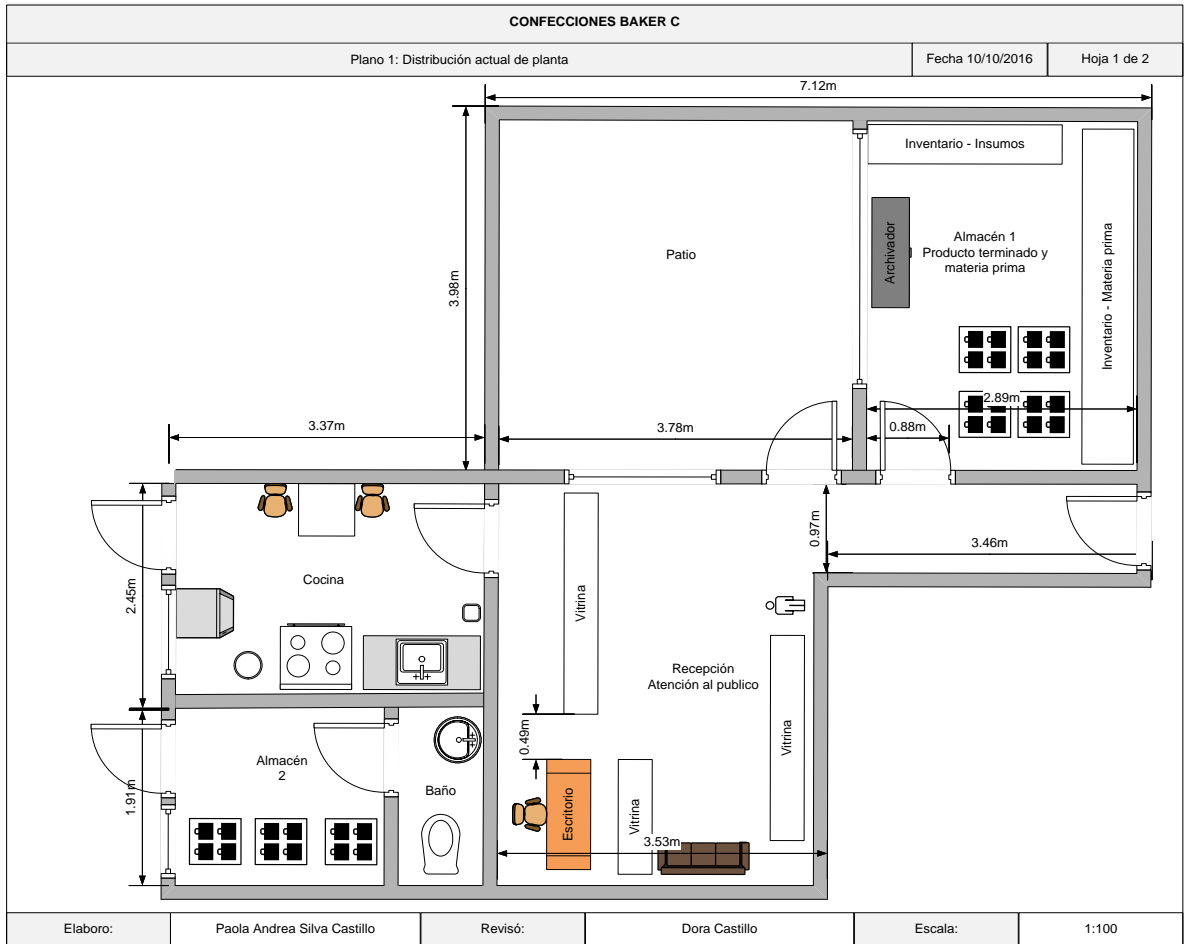 CONFECCIONES BAKER C
Plano 1: Distribución actual de planta
Fecha 10/10/2016
Hoja 1 de 2
7.12m
Inventario - Insumos
3.98m
Patio
Archivador
Almacén 1
Producto terminado y
materia prima
Inventario - Materia prima
2.89m
3.37m
3.78m
0.88m
0.97m
3.46m
2.45m
Cocina
Vitrina
Recepción
Atención al publico
Vitrina
0.49m
Almacén
2
1.91m
Baño
Escritorio
Vitrina
3.53m
Elaboro:
Paola Andrea Silva Castillo
Revisó:
Dora Castillo
Escala:
1:100